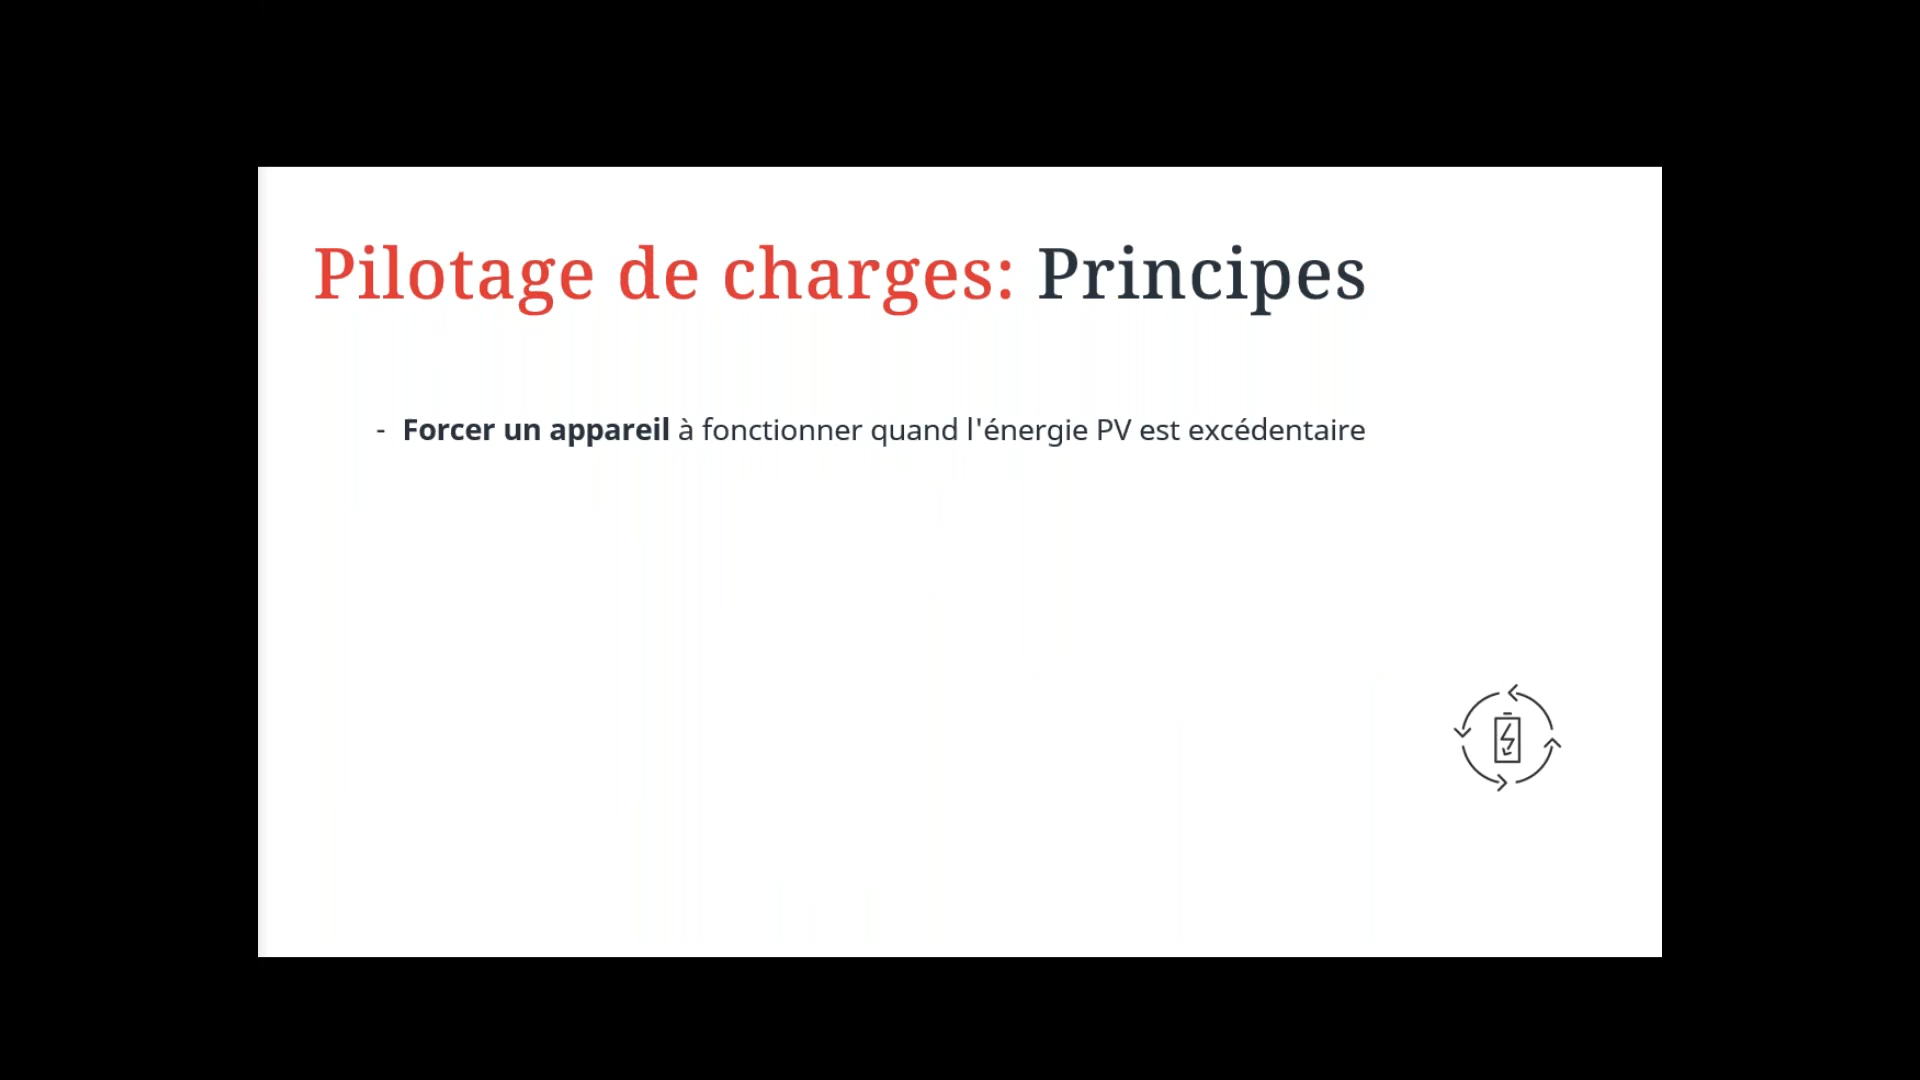 Pilotage de charges: Principes
- Forcer un appareil à fonctionner quand l'énergie PV est excédentaire